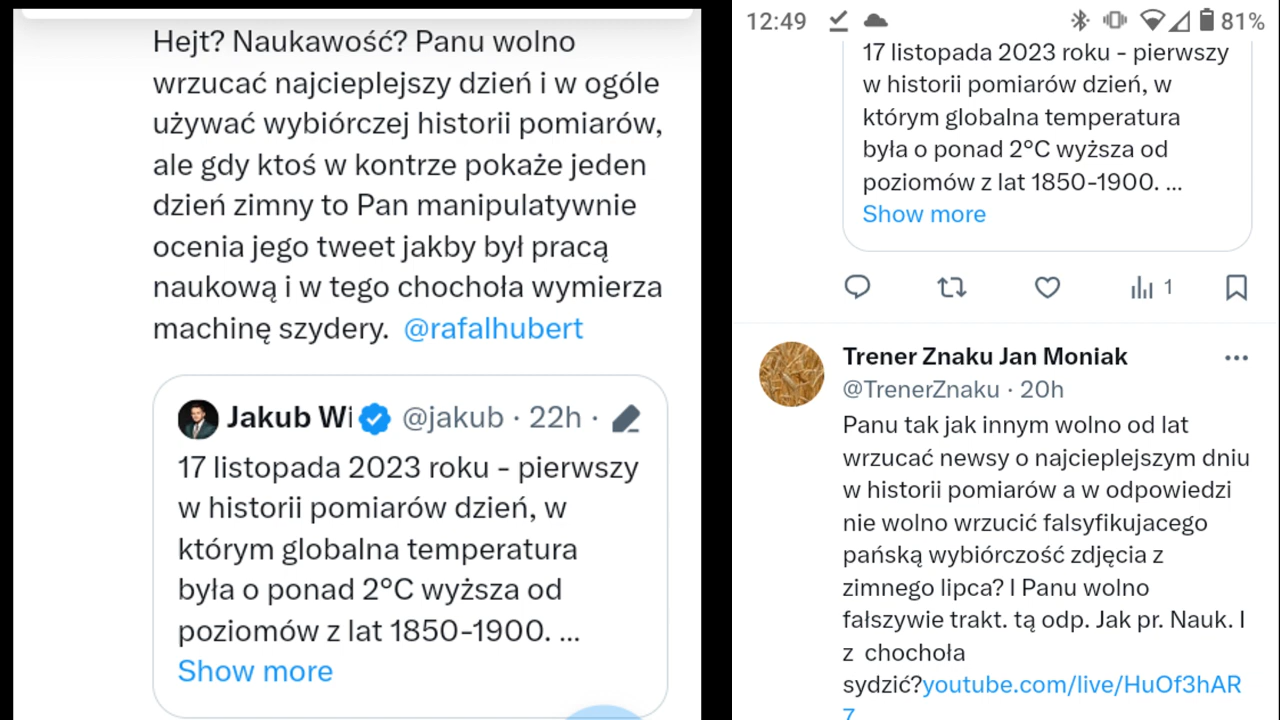 Hejt? Naukawość? Panu wolno
wrzucać najcieplejszy dzień i w ogóle
używać wybiórczej historii pomiarów,
ale gdy ktoś w kontrze pokaże jeden
dzień zimny to Pan manipulatywnie
ocenia jego tweet jakby był pracą
naukową i w tego chochoła wymierza
machinę szydery. @rafalhubert
Jakub Wi @jakub · 22h ·
17 listopada 2023 roku - pierwszy
w historii pomiarów dzień, w
którym globalna temperatura
była o ponad 2°C wyższa od
poziomów z lat 1850-1900. ...
Show more
12:49 81%
17 listopada 2023 roku - pierwszy
w historii pomiarów dzień, w
którym globalna temperatura
była o ponad 2°C wyższa od
poziomów z lat 1850-1900. ...
Show more
1
Trener Znaku Jan Moniak
@TrenerZnaku · 20h
Panu tak jak innym wolno od lat
wrzucać newsy o najcieplejszym dniu
w historii pomiarów a w odpowiedzi
nie wolno wrzucić falsyfikujacego
pańską wybiórczość zdjęcia z
zimnego lipca? I Panu wolno
fałszywie trakt. tą odp. Jak pr. Nauk. I
z chochoła
sydzić?youtube.com/live/HuOf3hAR
7